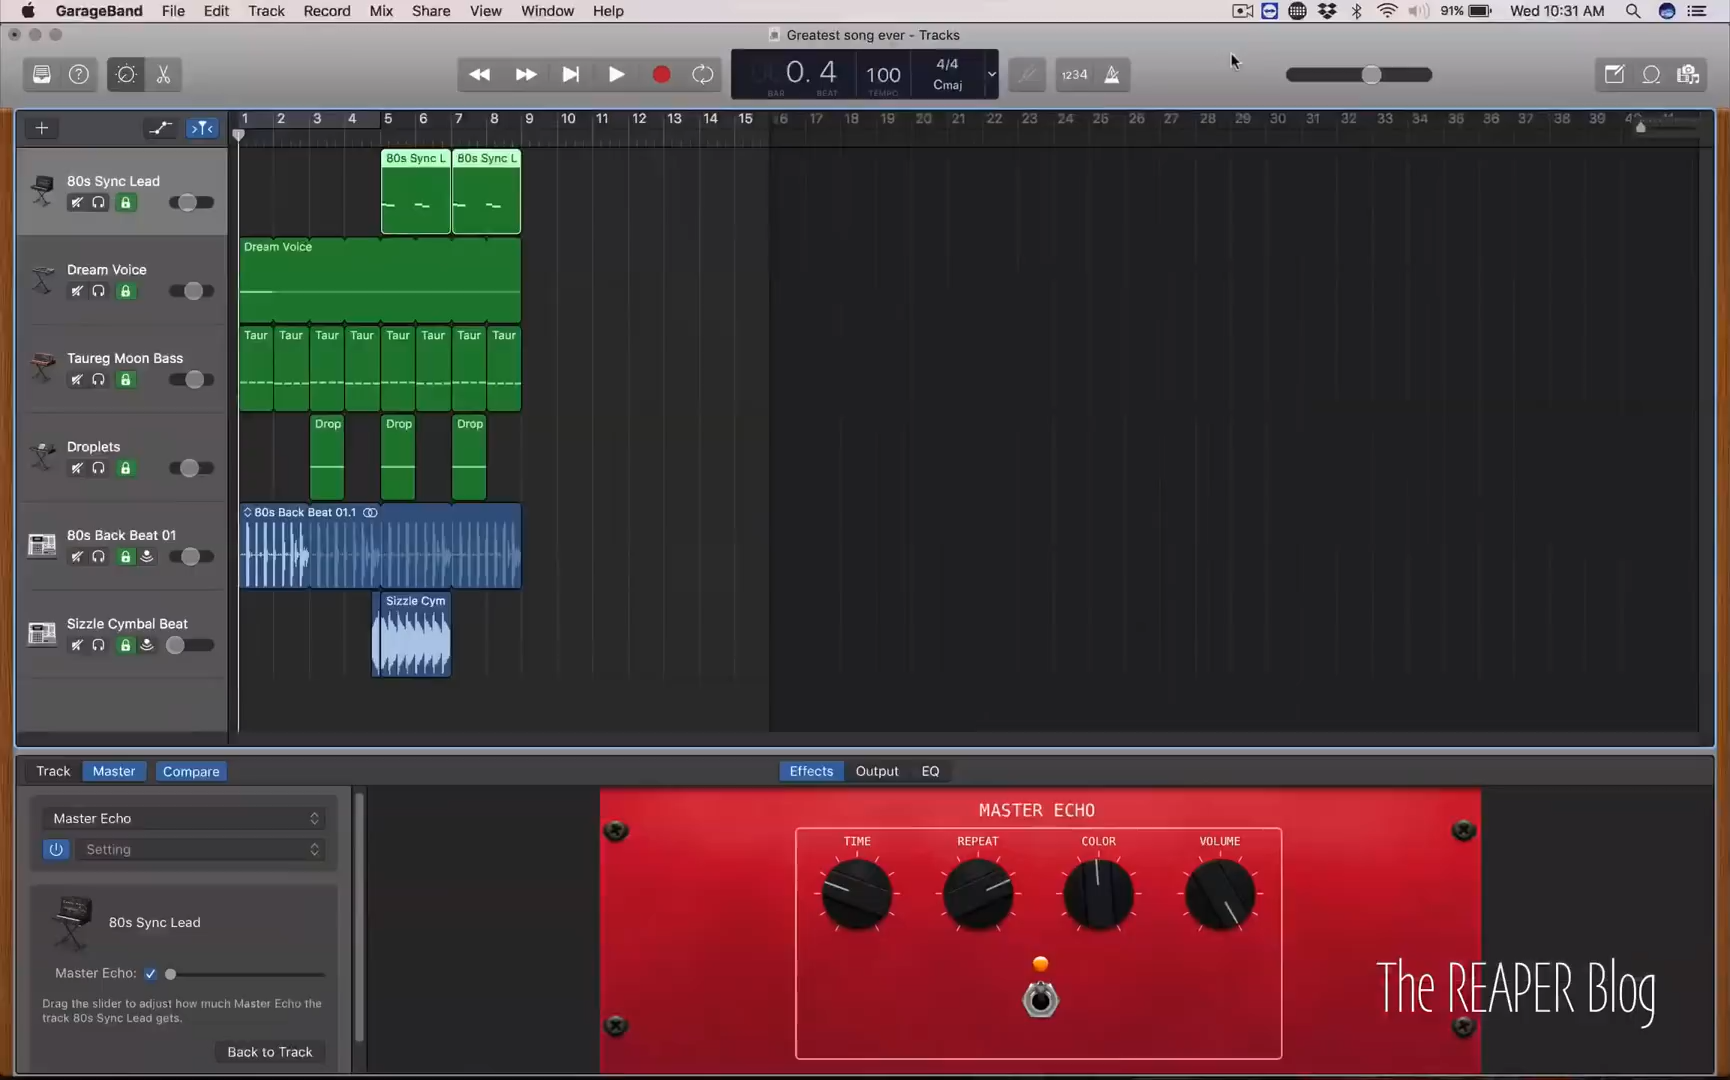 GarageBand File Edit Track Record Mix Share View Window Help 91% Wed 10:31 AM
Greatest song ever - Tracks
0. 4 100 4/4 Cmaj 1234
BAR BEAT TEMPO
1 2 3 4 5 6 7 8 9 10 11 12 13 14 15 16 17 18 19 20 21 22 23 24 25 26 27 28 29 30 31 32 33 34 35 36 37 38 39 40 41
80s Sync Lead
80s Sync L 80s Sync L
Dream Voice
Dream Voice
Taureg Moon Bass
Taur Taur Taur Taur Taur Taur Taur Taur
Droplets
Drop Drop Drop
80s Back Beat 01
80s Back Beat 01.1
Sizzle Cymbal Beat
Sizzle Cym
Track Master Compare Effects Output EQ
Master Echo
Setting
80s Sync Lead
Master Echo:
Drag the slider to adjust how much Master Echo the
track 80s Sync Lead gets.
Back to Track
MASTER ECHO
TIME REPEAT COLOR VOLUME
The REAPER Blog